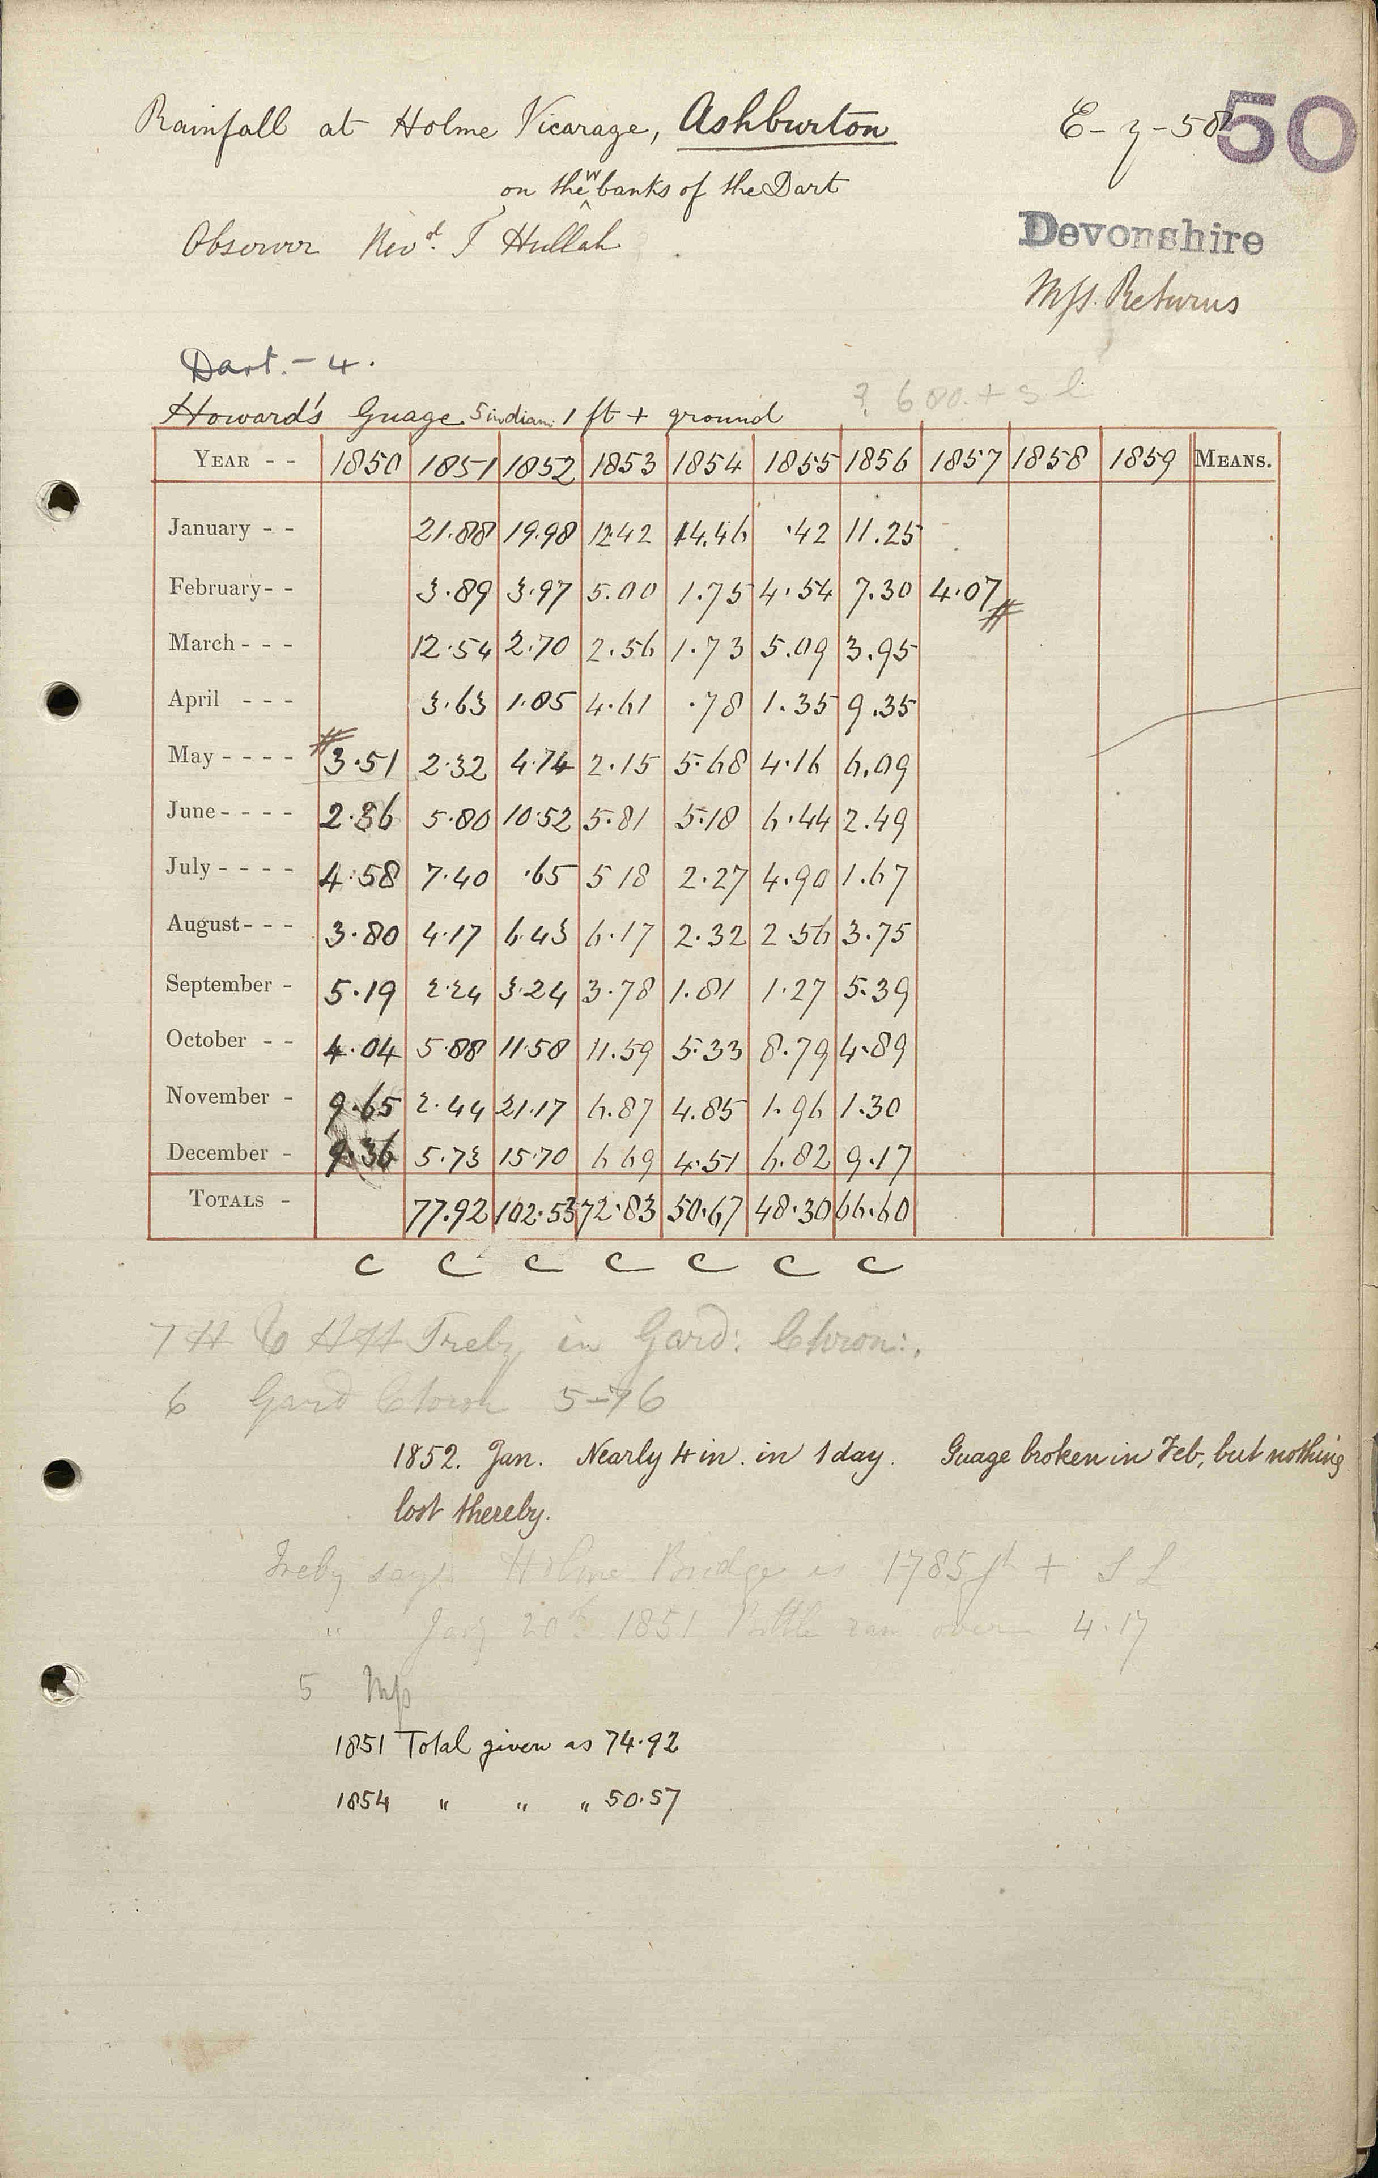 50
Rainfall at Holme Vicarage, Ashburton E-7-58
on the W banks of the Dart
Devonshire
Observer Revd. T Hullah
Mss. Returns
Dart. - 4.
? 600 + S L
Howard's Guage 5 in diam. 1 ft + ground
YEAR - - 1850 1851 1852 1853 1854 1855 1856 1857 1858 1859 MEANS.
January - - 21.88 19.98 12.42 14.46 .42 11.25
February - - 3.89 3.97 5.00 1.75 4.54 7.30 4.07 #
March - - - 12.54 2.70 2.56 1.73 5.09 3.95
April - - - 3.63 1.85 4.61 .78 1.35 9.35
May - - - - # 3.51 2.32 4.74 2.15 5.68 4.16 6.09
June - - - - 2.36 5.80 10.52 5.81 5.18 6.44 2.49
July - - - - 4.58 7.40 .65 5 18 2.27 4.90 1.67
August - - - 3.80 4.17 6.43 6.17 2.32 2.56 3.75
September - 5.19 2.24 3.24 3.78 1.81 1.27 5.39
October - - 4.04 5.88 11.58 11.59 5.33 8.79 4.89
November - 9.65 2.44 21.17 6.87 4.85 1.96 1.30
December - 9.36 5.73 15.70 6 69 4.51 6.82 9.17
TOTALS - 77.92 102.53 72.83 50.67 48.30 66.60
C C C C C C C
7 H H Treby in Gard: Chron:.
6 Gard Chron 5-76
1852. Jan. Nearly 4 in. in 1 day. Guage broken in Feb, but nothing
lost thereby.
Treby says Holme Bridge is 1785 ft + S L
" Jany 20th 1851 Bottle ran over 4.17
5 Mss
1851 Total given as 74.92
1854 " " " 50.57